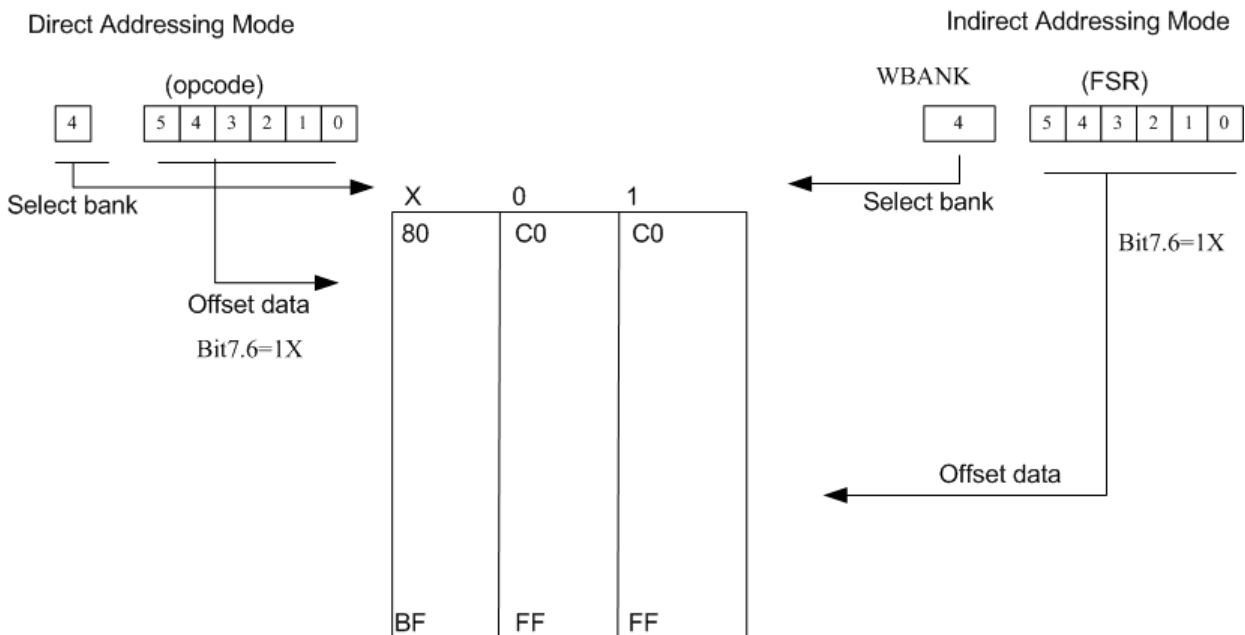 Direct Addressing Mode
Indirect Addressing Mode
(opcode)
WBANK
(FSR)
4
5 4 3 2 1 0
4
5 4 3 2 1 0
Select bank
Select bank
X 0 1
80 C0 C0
Bit7.6=1X
Offset data
Bit7.6=1X
Offset data
BF FF FF